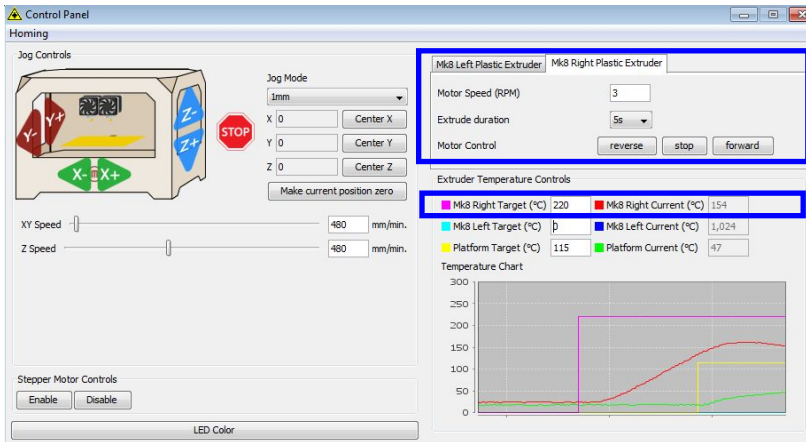 Control Panel
Homing
Jog Controls
Y- Y+
Z-
Z+
X- X+
STOP
Jog Mode
1mm
X 0 Center X
Y 0 Center Y
Z 0 Center Z
Make current position zero
XY Speed 480 mm/min.
Z Speed 480 mm/min.
Stepper Motor Controls
Enable Disable
LED Color
Mk8 Left Plastic Extruder Mk8 Right Plastic Extruder
Motor Speed (RPM) 3
Extrude duration 5s
Motor Control reverse stop forward
Extruder Temperature Controls
Mk8 Right Target (°C) 220 Mk8 Right Current (°C) 154
Mk8 Left Target (°C) 0 Mk8 Left Current (°C) 1,024
Platform Target (°C) 115 Platform Current (°C) 47
Temperature Chart
300
250
200
150
100
50
0